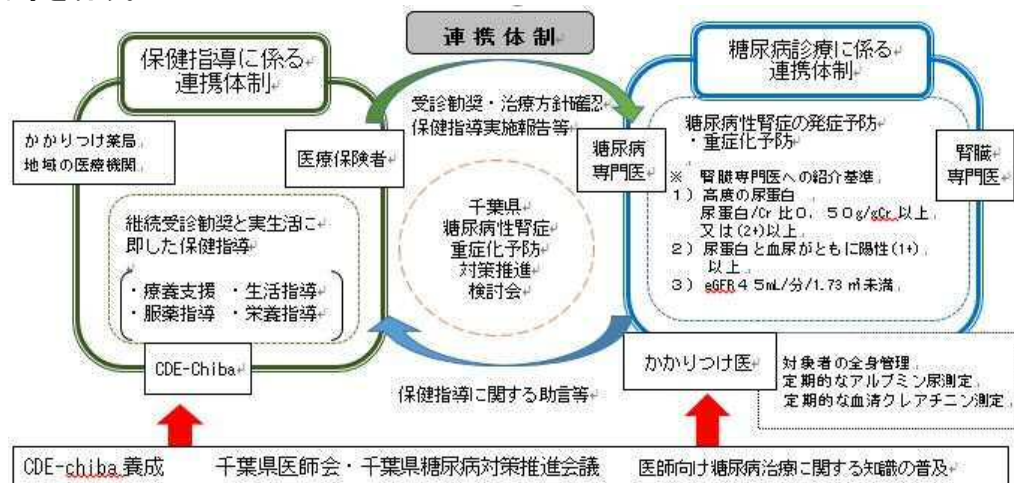 連携体制
保健指導に係る
連携体制
かかりつけ薬局
地域の医療機関
医療保険者
継続受診勧奨と実生活に
即した保健指導
・療養支援 ・生活指導
・服薬指導 ・栄養指導
CDE-Chiba
受診勧奨・治療方針確認
保健指導実施報告等
千葉県
糖尿病性腎症
重症化予防
対策推進
検討会
保健指導に関する助言等
糖尿病診療に係る
連携体制
糖尿病
専門医
腎臓
専門医
糖尿病性腎症の発症予防
・重症化予防
※ 腎臓専門医への紹介基準
1)高度の尿蛋白
尿蛋白/Cr 比0.50g/gCr 以上
又は(2+)以上
2)尿蛋白と血尿がともに陽性(1+)
以上
3)eGFR45mL/分/1.73㎡未満
かかりつけ医
対象者の全身管理
定期的なアルブミン尿測定
定期的な血清クレアチニン測定
CDE-chiba 養成 千葉県医師会・千葉県糖尿病対策推進会議 医師向け糖尿病治療に関する知識の普及